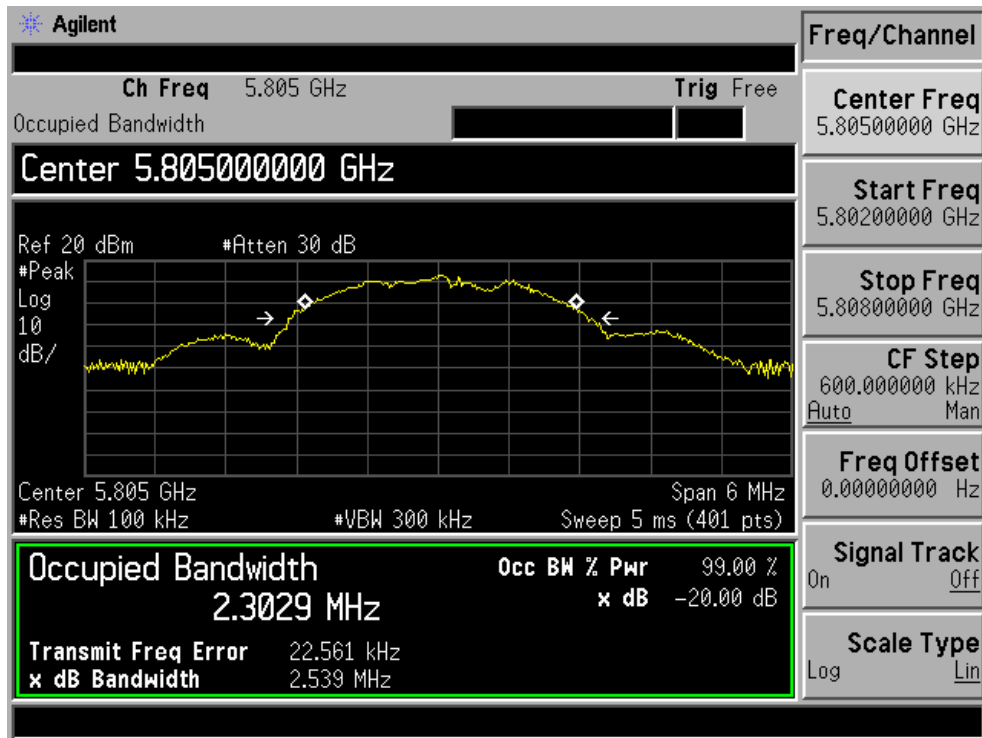 Agilent
Freq/Channel
Ch Freq 5.805 GHz Trig Free
Occupied Bandwidth
Center 5.805000000 GHz
Ref 20 dBm #Atten 30 dB
#Peak
Log
10
dB/
Center 5.805 GHz Span 6 MHz
#Res BW 100 kHz #VBW 300 kHz Sweep 5 ms (401 pts)
Occupied Bandwidth
2.3029 MHz
Occ BW % Pwr 99.00 %
x dB -20.00 dB
Transmit Freq Error 22.561 kHz
x dB Bandwidth 2.539 MHz
Center Freq
5.80500000 GHz
Start Freq
5.80200000 GHz
Stop Freq
5.80800000 GHz
CF Step
600.000000 kHz
Auto Man
Freq Offset
0.00000000 Hz
Signal Track
On Off
Scale Type
Log Lin